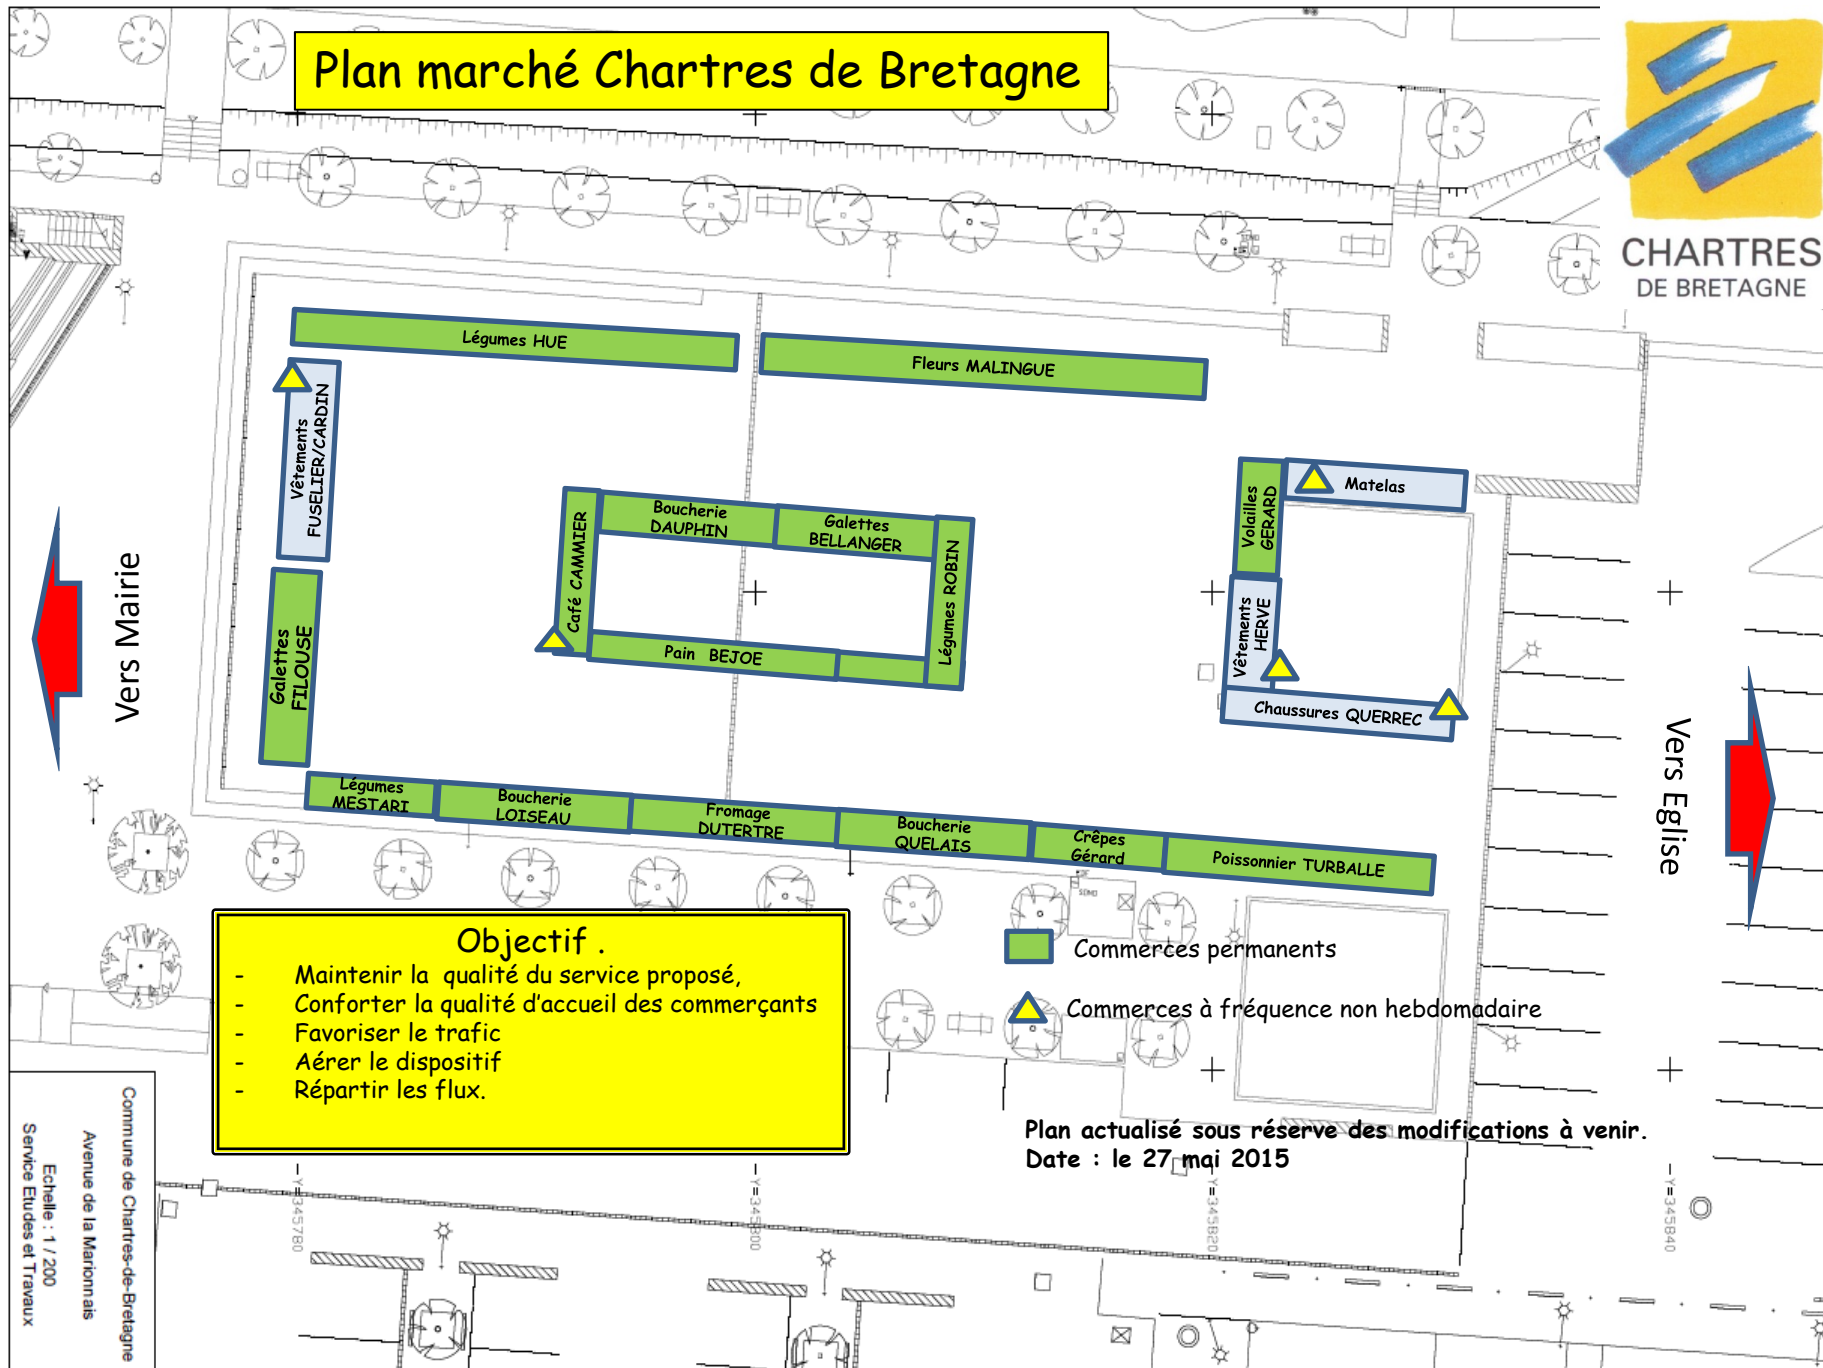 Plan marché Chartres de Bretagne
CHARTRES
DE BRETAGNE
Légumes HUE
Fleurs MALINGUE
Vêtements
FUSELIER/CARDIN
Galettes
FILOUSE
Café CAMMIER
Boucherie
DAUPHIN
Galettes
BELLANGER
Légumes ROBIN
Pain BEJOE
Volailles
GERARD
Matelas
Vêtements
HERVE
Chaussures QUERREC
Vers Mairie
Vers Eglise
Légumes
MESTARI
Boucherie
LOISEAU
Fromage
DUTERTRE
Boucherie
QUELAIS
Crêpes
Gérard
Poissonnier TURBALLE
Objectif .
- Maintenir la qualité du service proposé,
- Conforter la qualité d'accueil des commerçants
- Favoriser le trafic
- Aérer le dispositif
- Répartir les flux.
Commerces permanents
Commerces à fréquence non hebdomadaire
Plan actualisé sous réserve des modifications à venir.
Date : le 27 mai 2015
Commune de Chartres-de-Bretagne
Avenue de la Marionnais
Echelle : 1 / 200
Service Etudes et Travaux
Y=345780
Y=345800
Y=345820
Y=345840